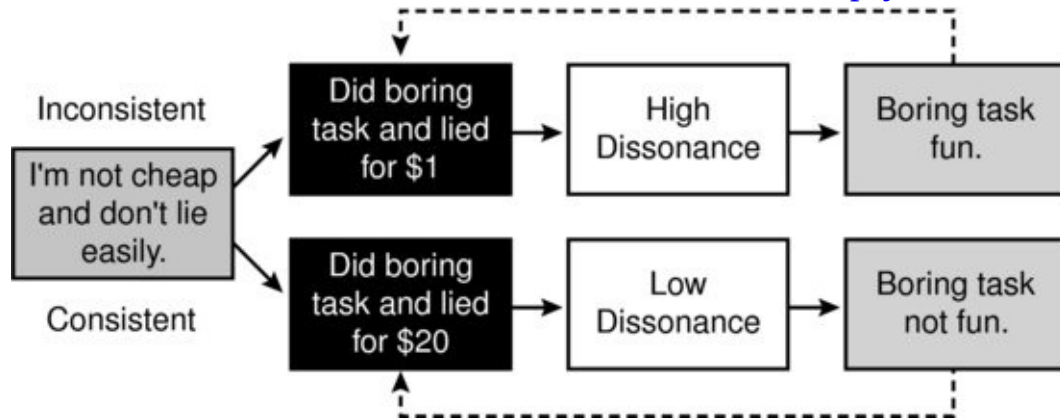 Inconsistent
I'm not cheap
and don't lie
easily.
Consistent
Did boring
task and lied
for $1
High
Dissonance
Boring task
fun.
Did boring
task and lied
for $20
Low
Dissonance
Boring task
not fun.